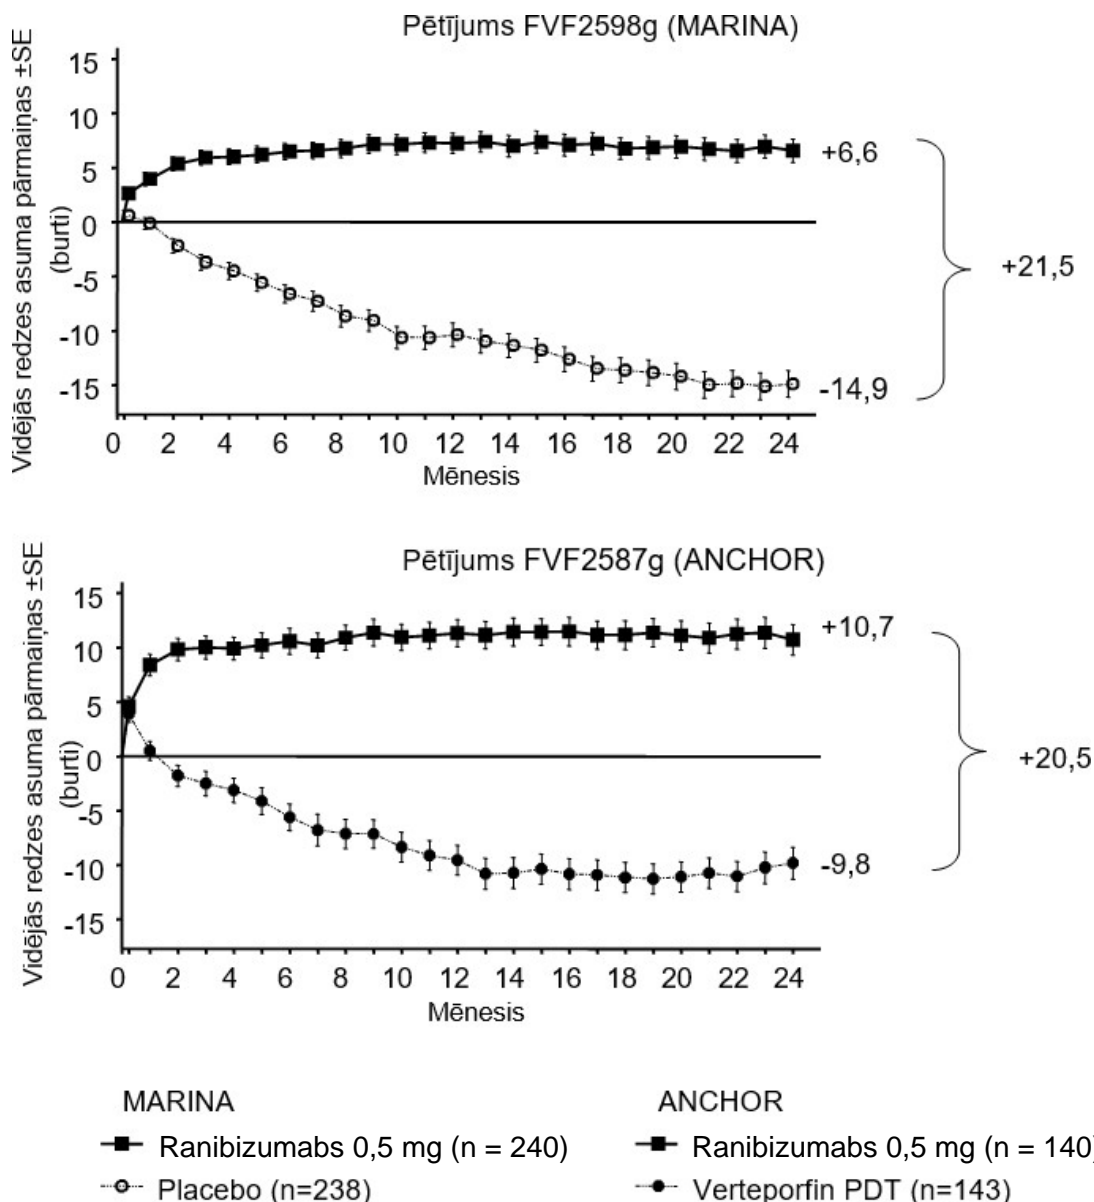 Pētījums FVF2598g (MARINA)
Vidējās redzes asuma pārmaiņas ±SE
(burti)
15
10
5
0
-5
-10
-15
+6,6
-14,9
+21,5
0 2 4 6 8 10 12 14 16 18 20 22 24
Mēnesis
Pētījums FVF2587g (ANCHOR)
Vidējās redzes asuma pārmaiņas ±SE
(burti)
15
10
5
0
-5
-10
-15
+10,7
-9,8
+20,5
0 2 4 6 8 10 12 14 16 18 20 22 24
Mēnesis
MARINA
Ranibizumabs 0,5 mg (n = 240)
Placebo (n=238)
ANCHOR
Ranibizumabs 0,5 mg (n = 140)
Verteporfin PDT (n=143)